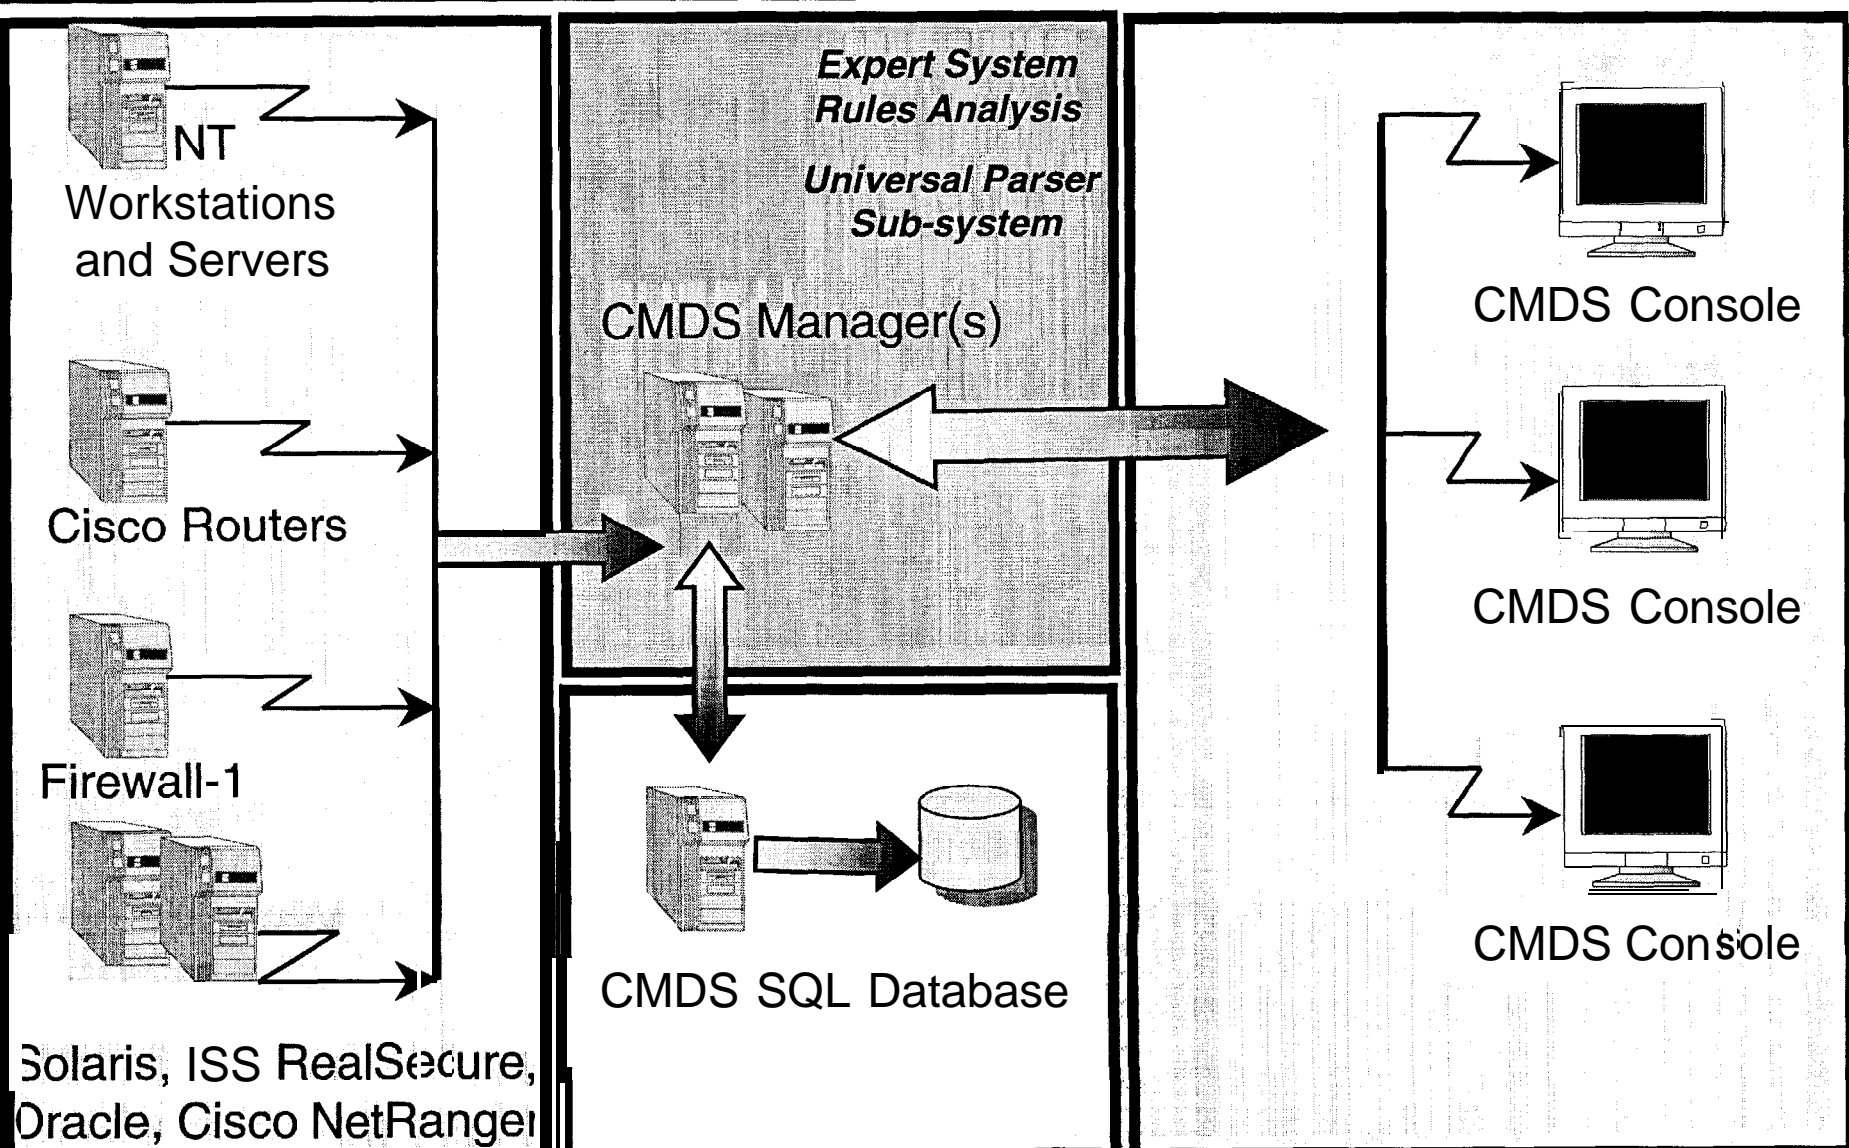 NT
Workstations
and Servers
Cisco Routers
Firewall-1
Solaris, ISS RealSecure,
Oracle, Cisco NetRanger
Expert System
Rules Analysis
Universal Parser
Sub-system
CMDS Manager(s)
CMDS SQL Database
CMDS Console
CMDS Console
CMDS Console